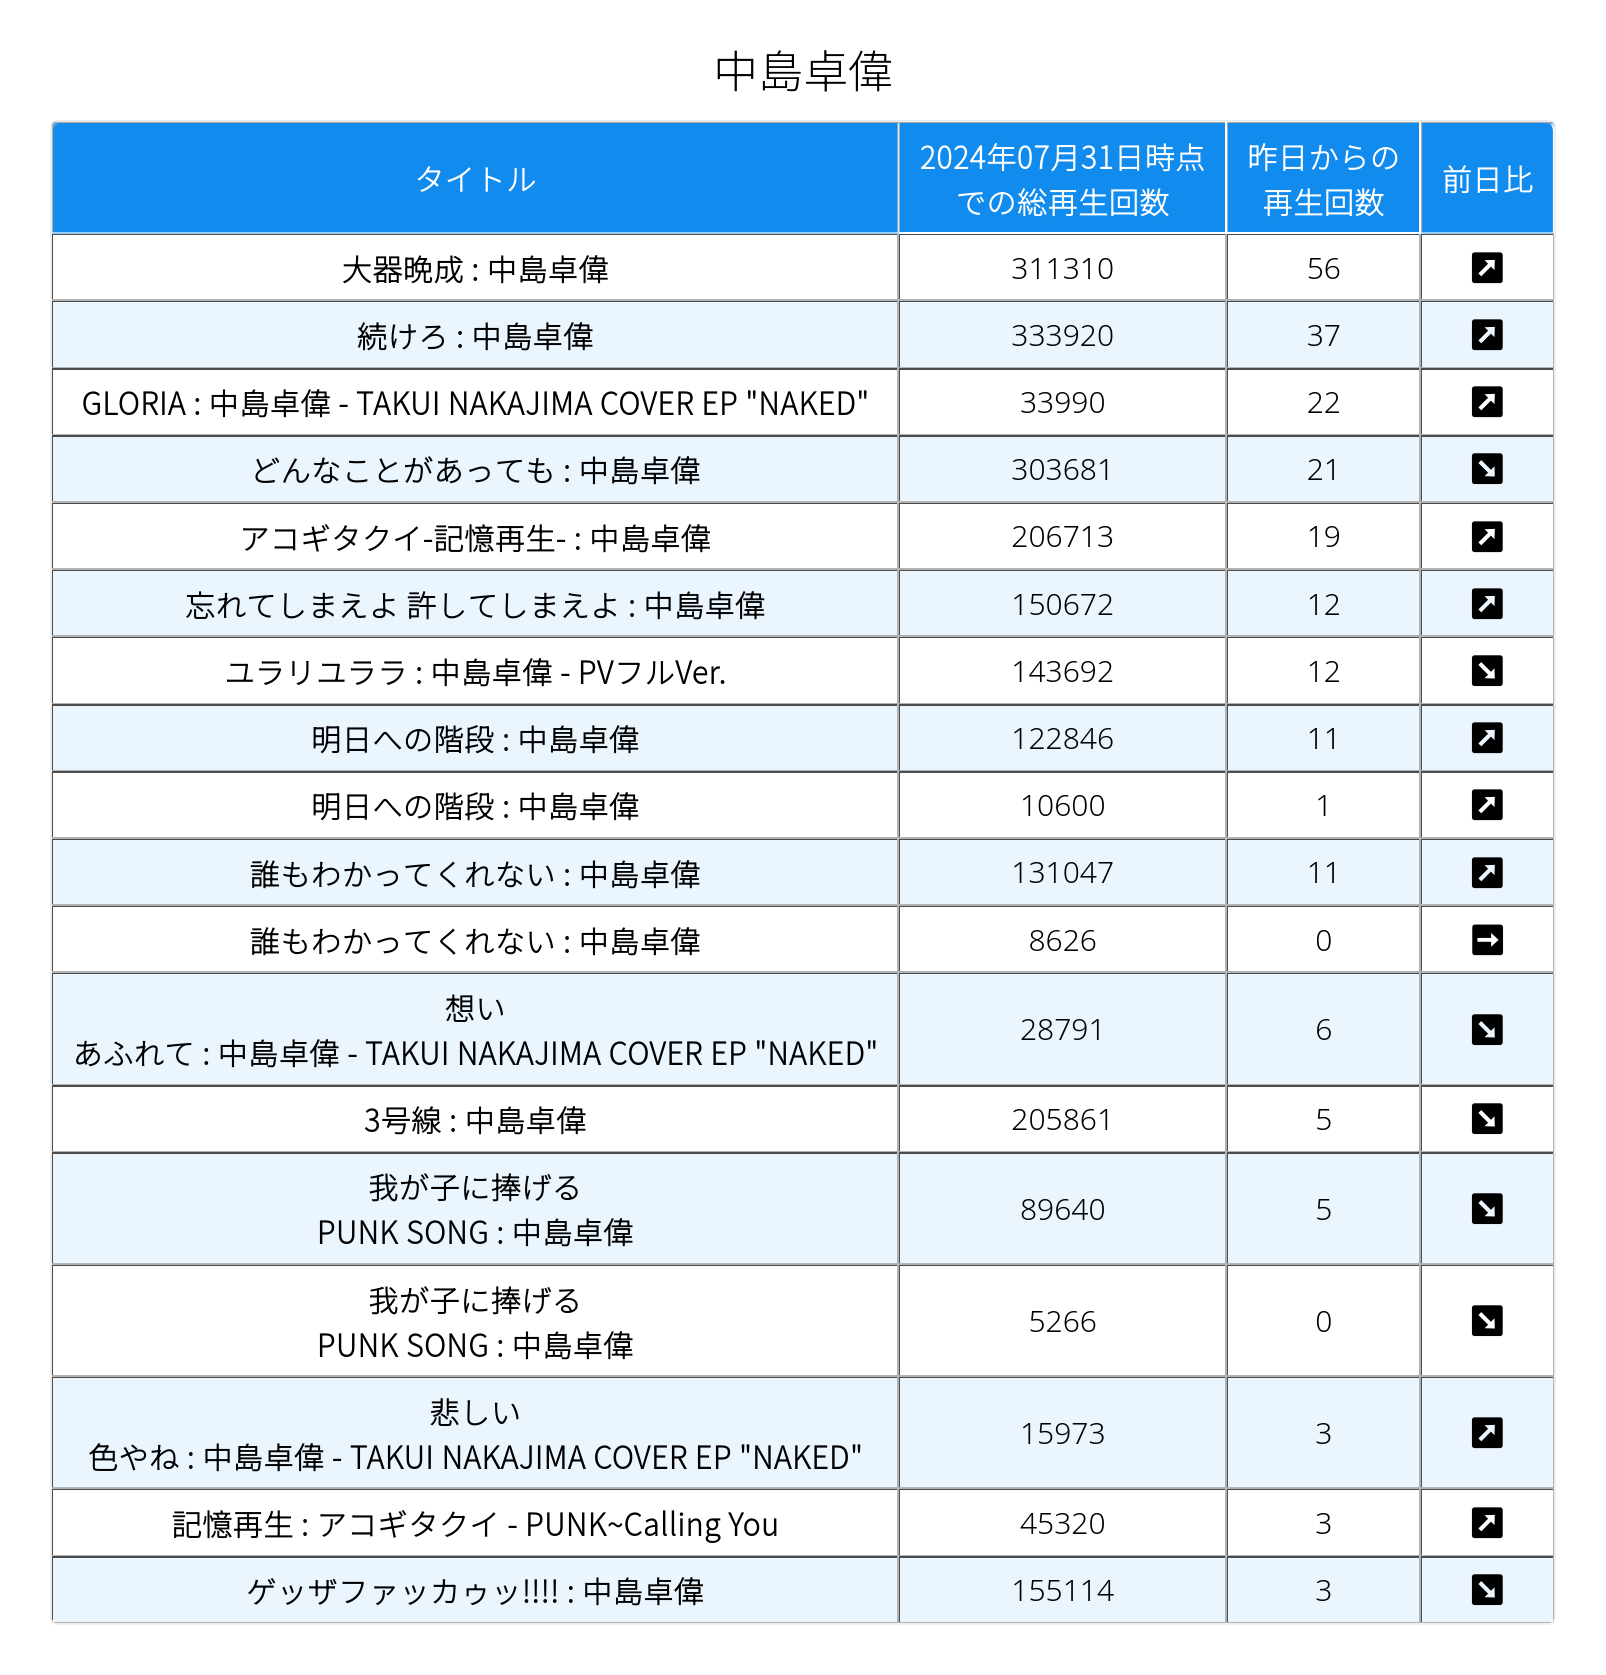 中島卓偉
タイトル
2024年07月31日時点
での総再生回数
昨日からの
再生回数
前日比
大器晩成 : 中島卓偉 311310 56 ↗
続けろ : 中島卓偉 333920 37 ↗
GLORIA : 中島卓偉 - TAKUI NAKAJIMA COVER EP "NAKED" 33990 22 ↗
どんなことがあっても : 中島卓偉 303681 21 ↘
アコギタクイ-記憶再生- : 中島卓偉 206713 19 ↗
忘れてしまえよ 許してしまえよ : 中島卓偉 150672 12 ↗
ユラリユララ : 中島卓偉 - PVフルVer. 143692 12 ↘
明日への階段 : 中島卓偉 122846 11 ↗
明日への階段 : 中島卓偉 10600 1 ↗
誰もわかってくれない : 中島卓偉 131047 11 ↗
誰もわかってくれない : 中島卓偉 8626 0 →
想い
あふれて : 中島卓偉 - TAKUI NAKAJIMA COVER EP "NAKED" 28791 6 ↘
3号線 : 中島卓偉 205861 5 ↘
我が子に捧げる
PUNK SONG : 中島卓偉 89640 5 ↘
我が子に捧げる
PUNK SONG : 中島卓偉 5266 0 ↘
悲しい
色やね : 中島卓偉 - TAKUI NAKAJIMA COVER EP "NAKED" 15973 3 ↗
記憶再生 : アコギタクイ - PUNK~Calling You 45320 3 ↗
ゲッザファッカゥッ!!!! : 中島卓偉 155114 3 ↘